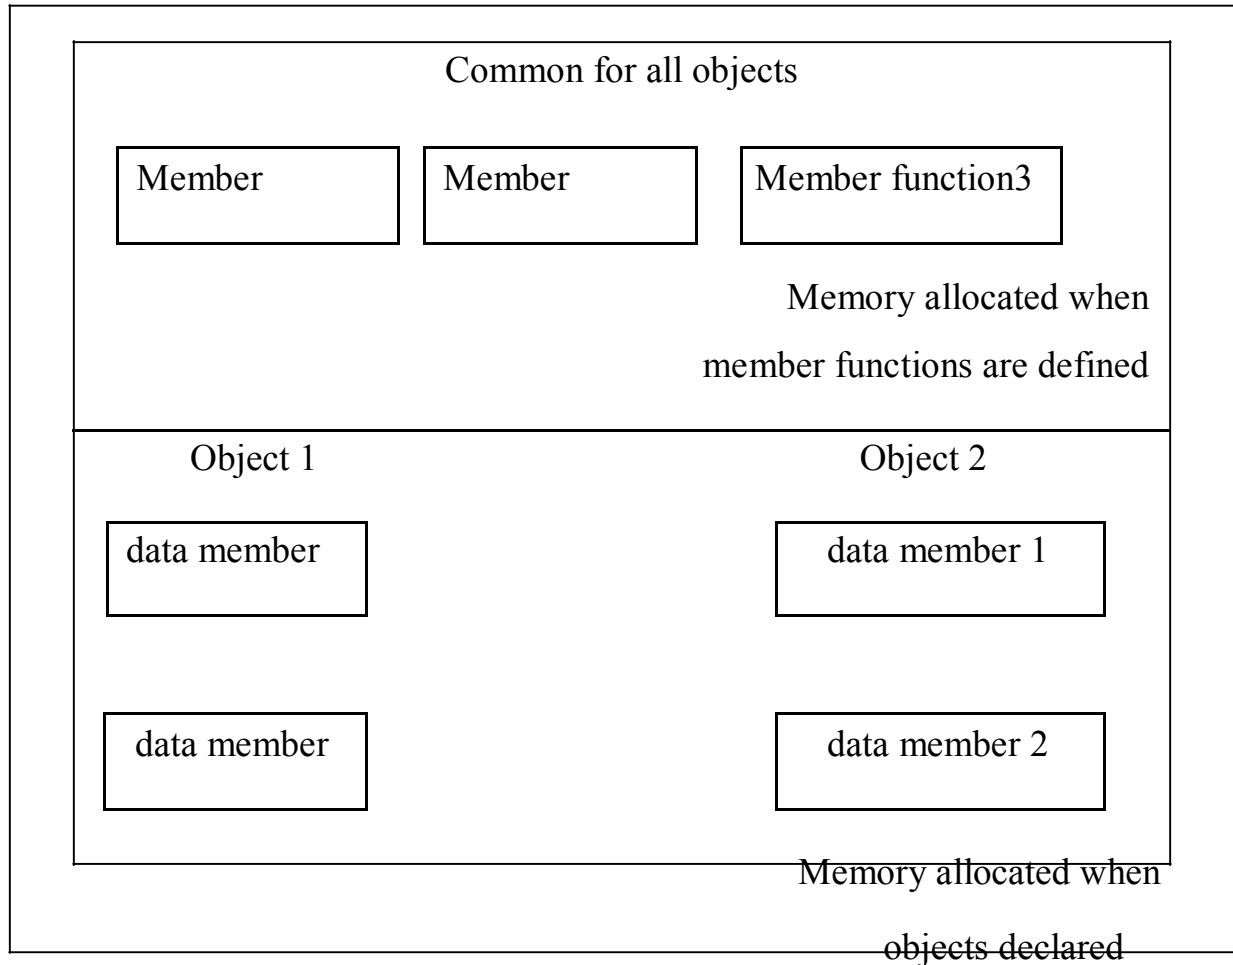 Common for all objects
Member
Member
Member function3
Memory allocated when
member functions are defined
Object 1
Object 2
data member
data member 1
data member
data member 2
Memory allocated when
objects declared